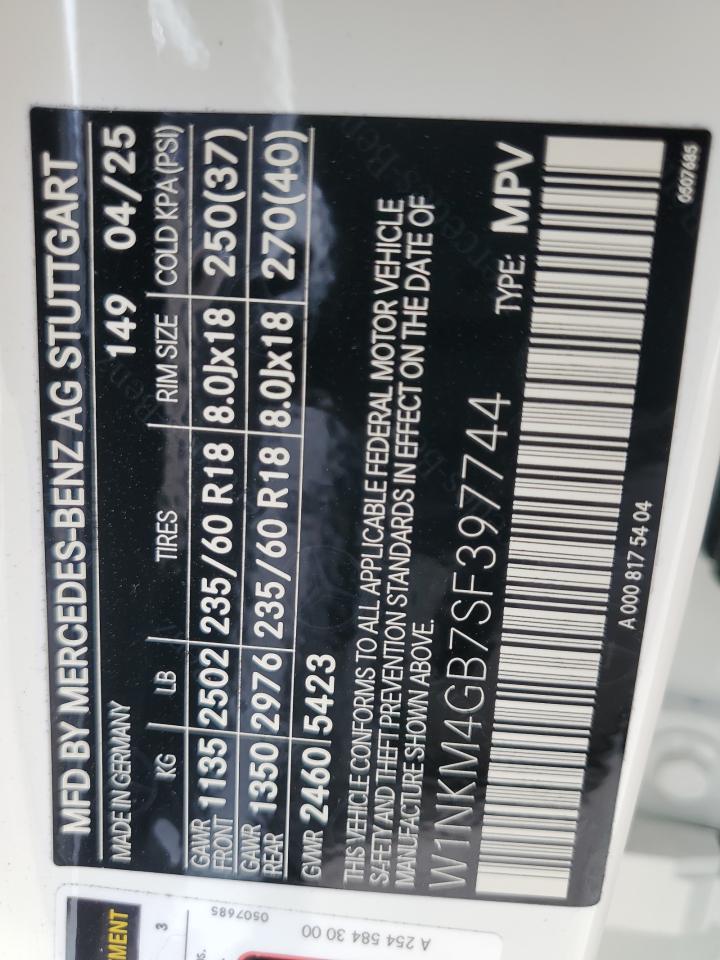 MFD BY MERCEDES-BENZ AG STUTTGART
MADE IN GERMANY 149 04/25
KG LB TIRES RIM SIZE COLD KPA(PSI)
GAWR FRONT 1135 2502 235/60 R18 8.0Jx18 250(37)
GAWR REAR 1350 2976 235/60 R18 8.0Jx18 270(40)
GVWR 2460 5423
THIS VEHICLE CONFORMS TO ALL APPLICABLE FEDERAL MOTOR VEHICLE
SAFETY AND THEFT PREVENTION STANDARDS IN EFFECT ON THE DATE OF
MANUFACTURE SHOWN ABOVE.
W1NKM4GB7SF397744 TYPE: MPV
A 000 817 54 04 0507685
A 254 584 30 00 0507685
3